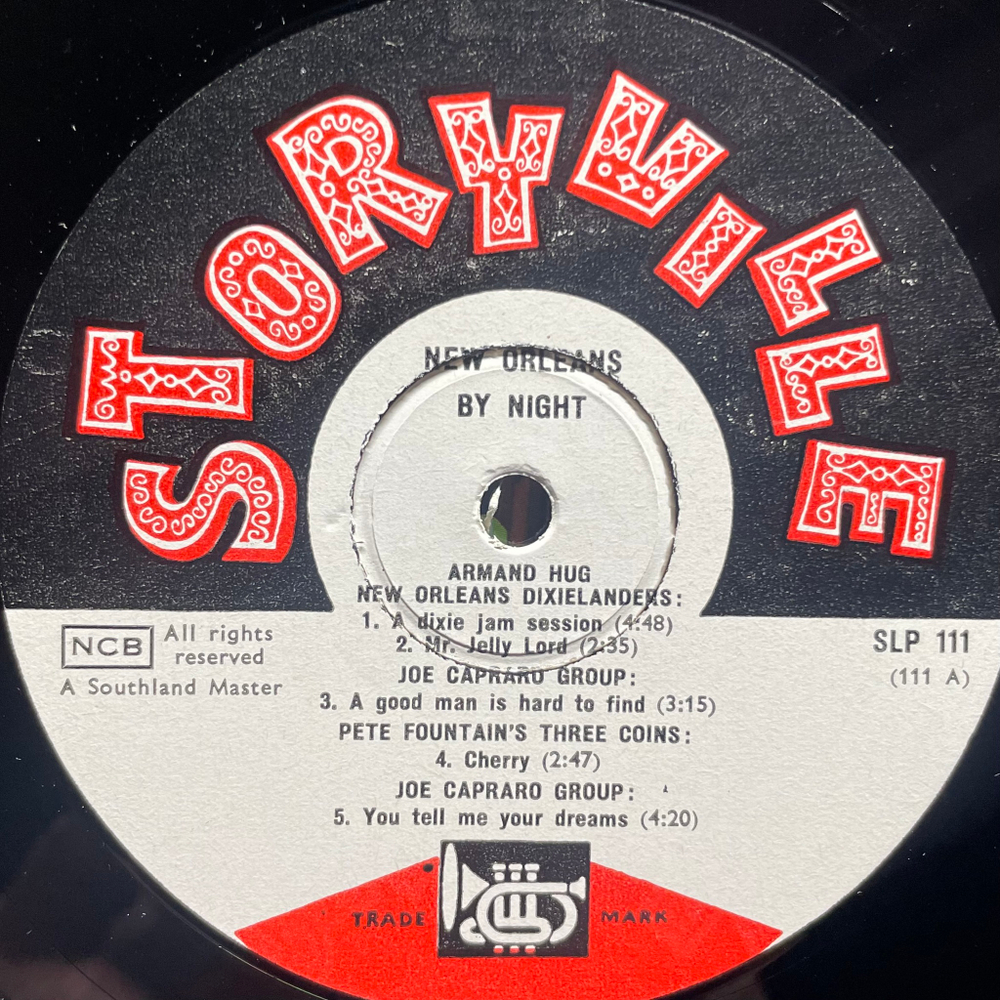 STORYVILLE
NEW ORLEANS
BY NIGHT
ARMAND HUG
NEW ORLEANS DIXIELANDERS:
1. A dixie jam session (4:48)
2. Mr. Jelly Lord (2:35)
JOE CAPRARO GROUP:
3. A good man is hard to find (3:15)
PETE FOUNTAIN'S THREE COINS:
4. Cherry (2:47)
JOE CAPRARO GROUP:
5. You tell me your dreams (4:20)
NCB
All rights
reserved
A Southland Master
SLP 111
(111 A)
TRADE MARK